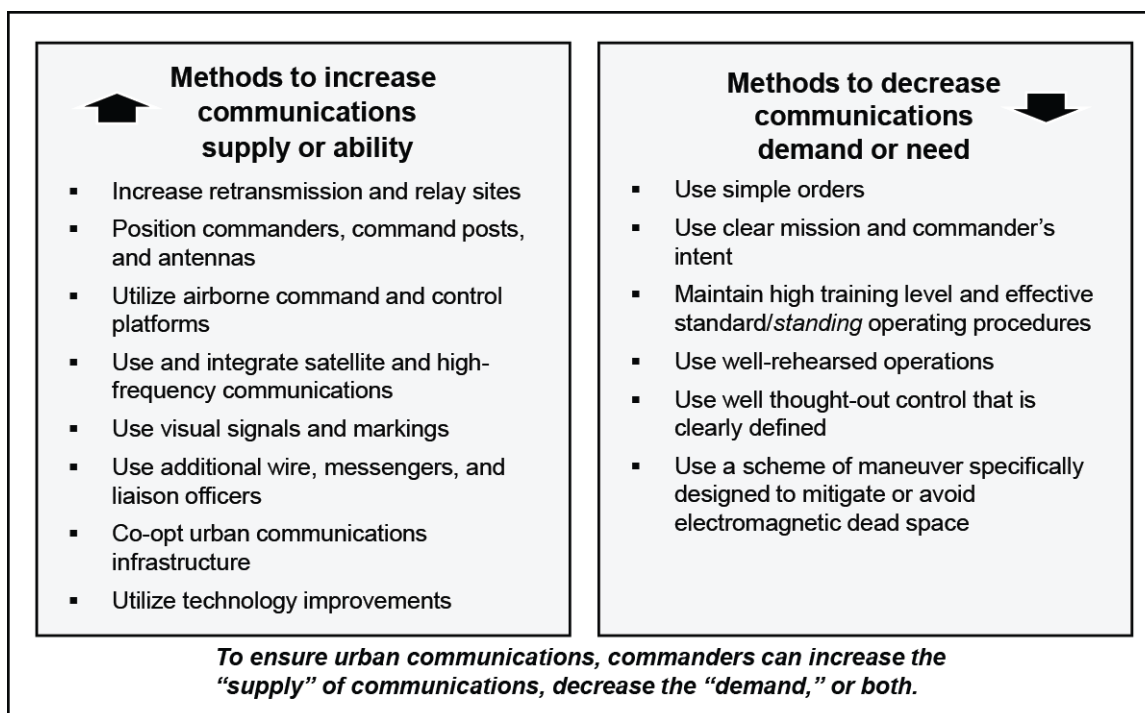 Methods to increase
communications
supply or ability
▪ Increase retransmission and relay sites
▪ Position commanders, command posts,
and antennas
▪ Utilize airborne command and control
platforms
▪ Use and integrate satellite and high-
frequency communications
▪ Use visual signals and markings
▪ Use additional wire, messengers, and
liaison officers
▪ Co-opt urban communications
infrastructure
▪ Utilize technology improvements
Methods to decrease
communications
demand or need
▪ Use simple orders
▪ Use clear mission and commander’s
intent
▪ Maintain high training level and effective
standard/standing operating procedures
▪ Use well-rehearsed operations
▪ Use well thought-out control that is
clearly defined
▪ Use a scheme of maneuver specifically
designed to mitigate or avoid
electromagnetic dead space
To ensure urban communications, commanders can increase the
“supply” of communications, decrease the “demand,” or both.